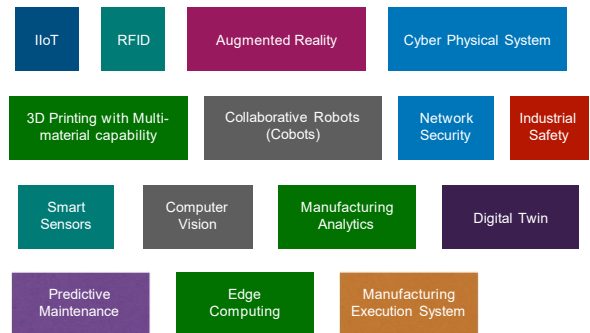 IIoT
RFID
Augmented Reality
Cyber Physical System
3D Printing with Multi-
material capability
Collaborative Robots
(Cobots)
Network
Security
Industrial
Safety
Smart
Sensors
Computer
Vision
Manufacturing
Analytics
Digital Twin
Predictive
Maintenance
Edge
Computing
Manufacturing
Execution System